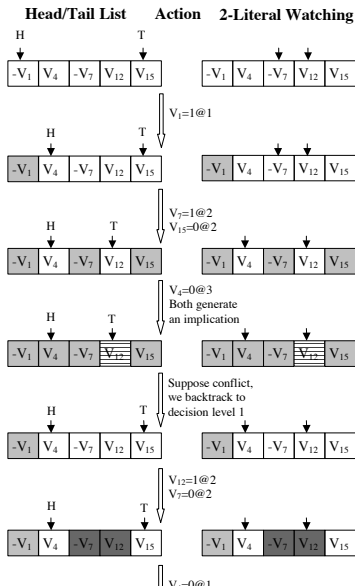 Head/Tail List Action 2-Literal Watching
H T
-V1 V4 -V7 V12 V15 -V1 V4 -V7 V12 V15
V1=1@1
H T
-V1 V4 -V7 V12 V15 -V1 V4 -V7 V12 V15
V7=1@2
V15=0@2
H T
-V1 V4 -V7 V12 V15 -V1 V4 -V7 V12 V15
V4=0@3
Both generate
an implication
H T
-V1 V4 -V7 V12 V15 -V1 V4 -V7 V12 V15
Suppose conflict,
we backtrack to
decision level 1
H T
-V1 V4 -V7 V12 V15 -V1 V4 -V7 V12 V15
V12=1@2
V7=0@2
H T
-V1 V4 -V7 V12 V15 -V1 V4 -V7 V12 V15